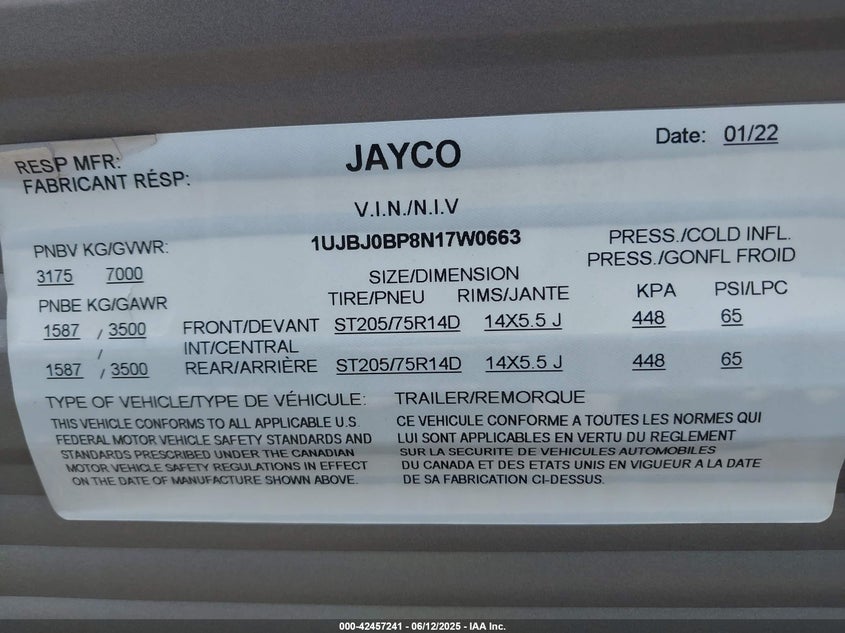 RESP MFR:
FABRICANT RÉSP:
JAYCO
Date: 01/22
V.I.N./N.I.V
1UJBJ0BP8N17W0663
PNBV KG/GVWR:
3175 7000
PRESS./COLD INFL.
PRESS./GONFL FROID
SIZE/DIMENSION
PNBE KG/GAWR
TIRE/PNEU RIMS/JANTE KPA PSI/LPC
1587 / 3500 FRONT/DEVANT ST205/75R14D 14X5.5 J 448 65
/ INT/CENTRAL
1587 / 3500 REAR/ARRIÈRE ST205/75R14D 14X5.5 J 448 65
TYPE OF VEHICLE/TYPE DE VÉHICULE: TRAILER/REMORQUE
THIS VEHICLE CONFORMS TO ALL APPLICABLE U.S.
FEDERAL MOTOR VEHICLE SAFETY STANDARDS AND
STANDARDS PRESCRIBED UNDER THE CANADIAN
MOTOR VEHICLE SAFETY REGULATIONS IN EFFECT
ON THE DATE OF MANUFACTURE SHOWN ABOVE.
CE VEHICULE CONFORME A TOUTES LES NORMES QUI
LUI SONT APPLICABLES EN VERTU DU REGLEMENT
SUR LA SECURITE DE VEHICULES AUTOMOBILES
DU CANADA ET DES ETATS UNIS EN VIGUEUR A LA DATE
DE SA FABRICATION CI-DESSUS.
000-42457241 - 06/12/2025 - IAA Inc.